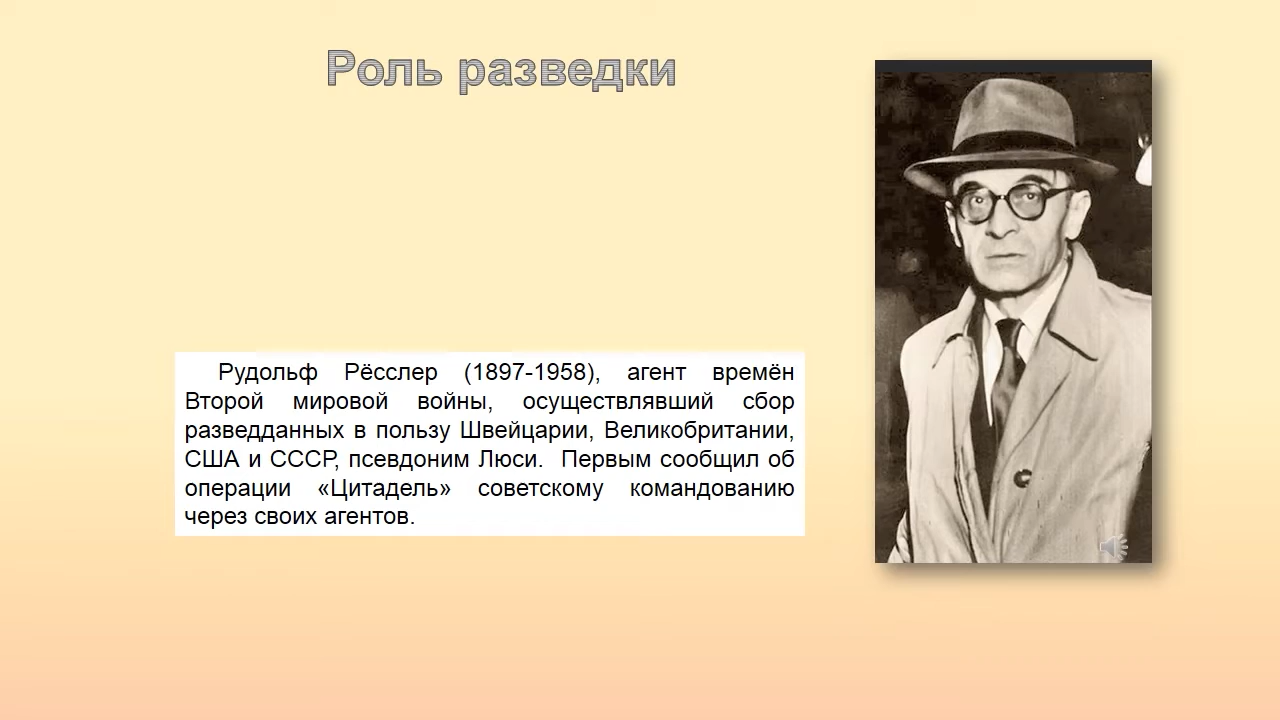 Роль разведки
Рудольф Рёсслер (1897-1958), агент времён
Второй мировой войны, осуществлявший сбор
разведданных в пользу Швейцарии, Великобритании,
США и СССР, псевдоним Люси. Первым сообщил об
операции «Цитадель» советскому командованию
через своих агентов.